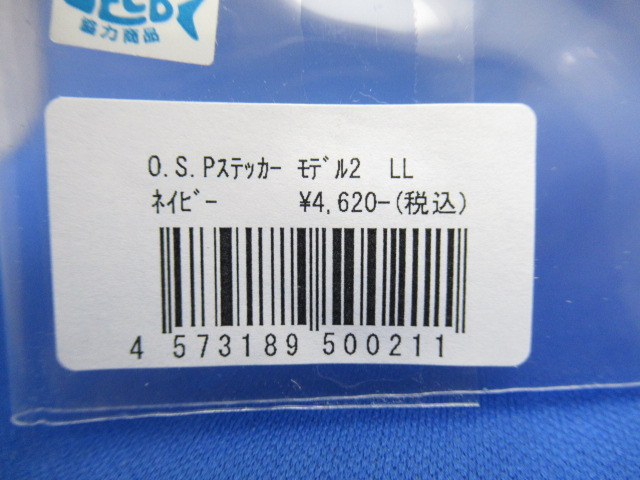 協力商品
O.S.Pｽﾃｯｶｰ ﾓﾃﾞﾙ2 LL
ﾈｲﾋﾞｰ ¥4,620-(税込)
4 573189 500211